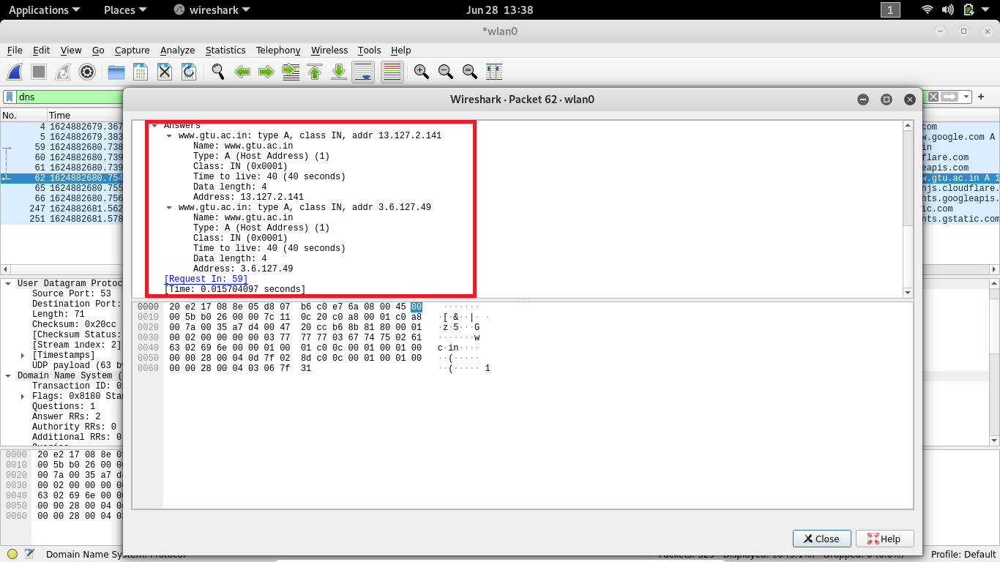 Applications Places wireshark Jun 28 13:38 1
*wlan0
File Edit View Go Capture Analyze Statistics Telephony Wireless Tools Help
dns
Wireshark · Packet 62 · wlan0
No. Time
4 1624882679.367
5 1624882679.383
59 1624882680.738
60 1624882680.739
61 1624882680.739
62 1624882680.754
65 1624882680.755
66 1624882680.756
247 1624882681.562
251 1624882681.578
com
w.google.com A
in
flare.com
eapis.com
w.gtu.ac.in A 1
njs.cloudflare.
nts.googleapis.
ic.com
nts.gstatic.com
Answers
www.gtu.ac.in: type A, class IN, addr 13.127.2.141
Name: www.gtu.ac.in
Type: A (Host Address) (1)
Class: IN (0x0001)
Time to live: 40 (40 seconds)
Data length: 4
Address: 13.127.2.141
www.gtu.ac.in: type A, class IN, addr 3.6.127.49
Name: www.gtu.ac.in
Type: A (Host Address) (1)
Class: IN (0x0001)
Time to live: 40 (40 seconds)
Data length: 4
Address: 3.6.127.49
[Request In: 59]
[Time: 0.015704097 seconds]
0000 20 e2 17 08 8e 05 d8 07 b6 c0 e7 6a 08 00 45 80 ·······
0010 00 5b b0 26 00 00 7c 11 0c 20 c0 a8 00 01 c0 a8 ·[·&··|· ·
0020 00 7a 00 35 a7 d4 00 47 20 cc b6 8b 81 80 00 01 ·z·5···G
0030 00 02 00 00 00 00 03 77 77 77 03 67 74 75 02 61 ·······w
0040 63 02 69 6e 00 00 01 00 01 c0 0c 00 01 00 01 00 c·in····
0050 00 00 28 00 04 0d 7f 02 8d c0 0c 00 01 00 01 00 ··(·····
0060 00 00 28 00 04 03 06 7f 31 ··(····· 1
User Datagram Protoc
Source Port: 53
Destination Port:
Length: 71
Checksum: 0x20cc
[Checksum Status:
[Stream index: 2]
[Timestamps]
UDP payload (63 by
Domain Name System (
Transaction ID: 0x
Flags: 0x8180 Stan
Questions: 1
Answer RRs: 2
Authority RRs: 0
Additional RRs: 0
0000 20 e2 17 08 8e 05
0010 00 5b b0 26 00 00
0020 00 7a 00 35 a7 d4
0030 00 02 00 00 00 00
0040 63 02 69 6e 00 00
0050 00 00 28 00 04 0d
0060 00 00 28 00 04 03
Close Help
Domain Name System: Protocol
Profile: Default